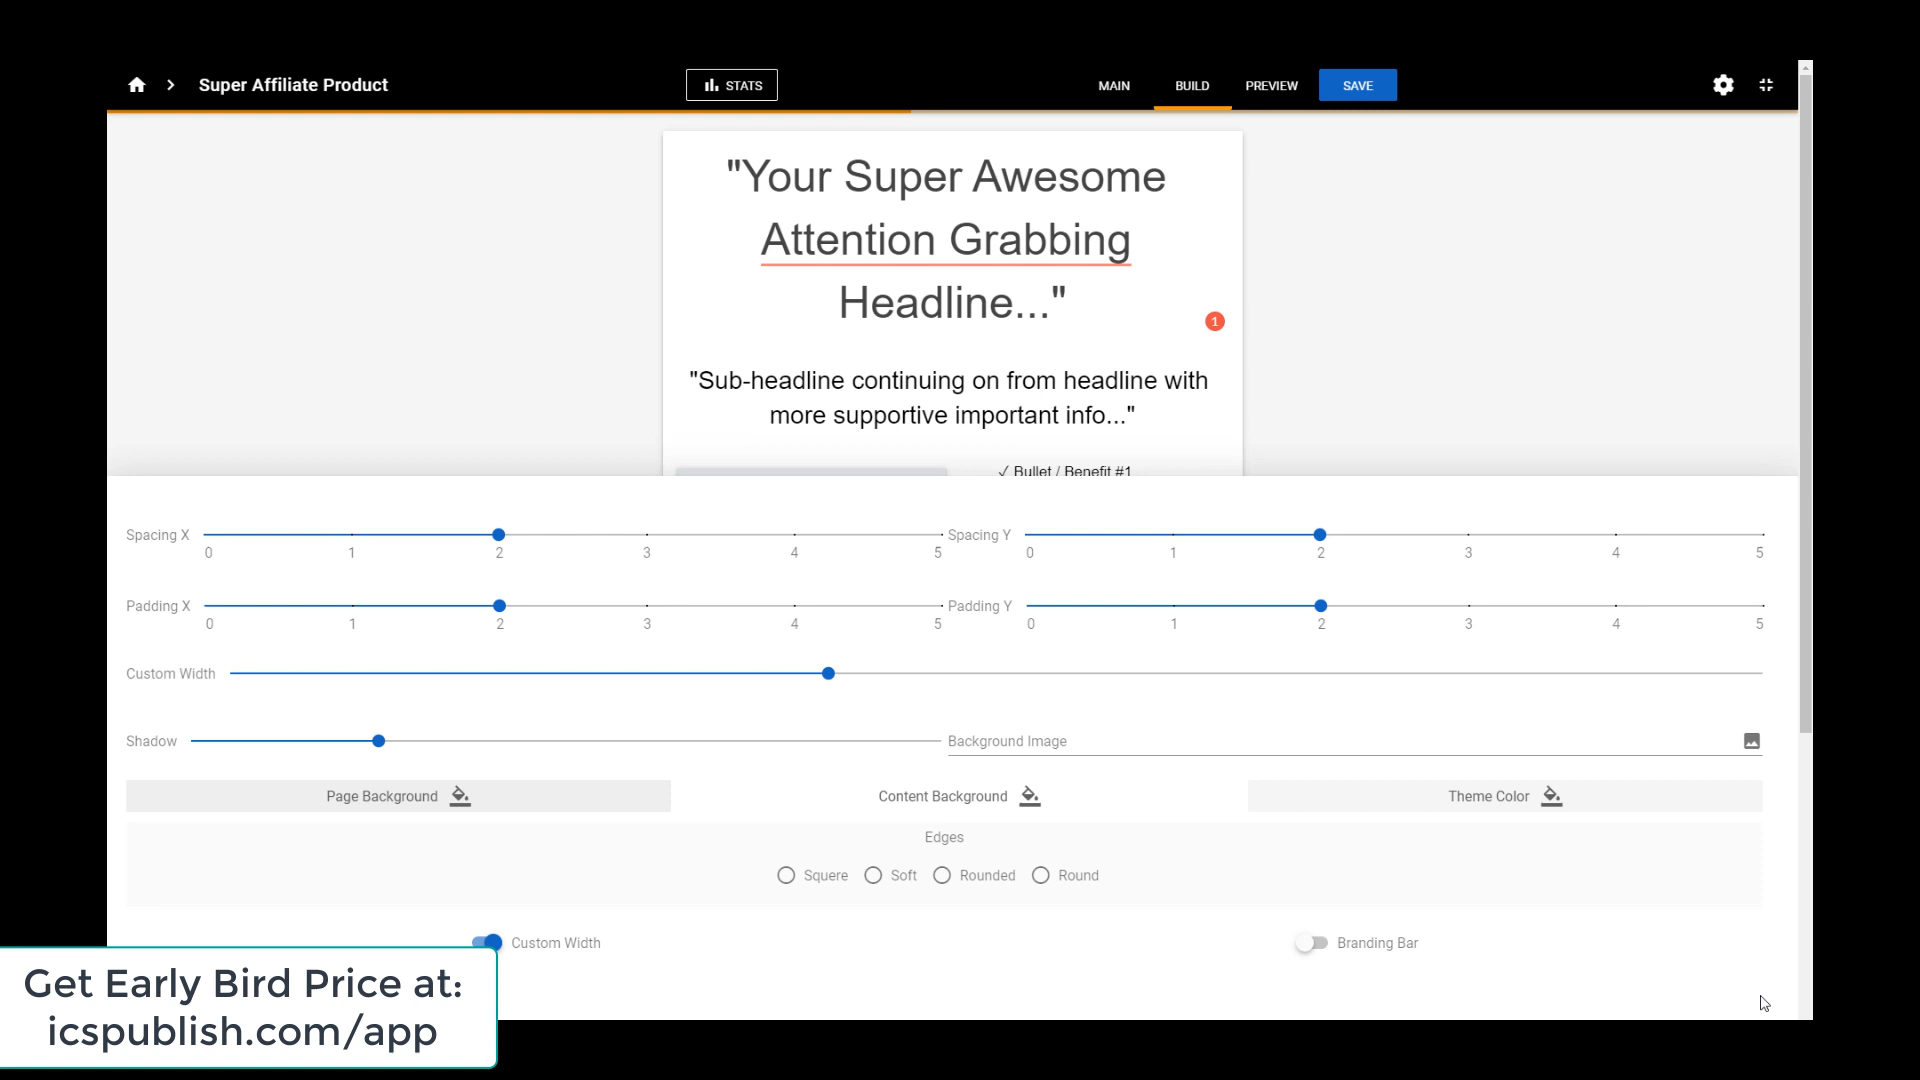 Super Affiliate Product
STATS
MAIN BUILD PREVIEW SAVE
"Your Super Awesome
Attention Grabbing
Headline..."
1
"Sub-headline continuing on from headline with
more supportive important info..."
✓ Bullet / Benefit #1
Spacing X 0 1 2 3 4 5
Spacing Y 0 1 2 3 4 5
Padding X 0 1 2 3 4 5
Padding Y 0 1 2 3 4 5
Custom Width
Shadow
Background Image
Page Background
Content Background
Theme Color
Edges
Squere Soft Rounded Round
Custom Width
Branding Bar
Get Early Bird Price at:
icspublish.com/app